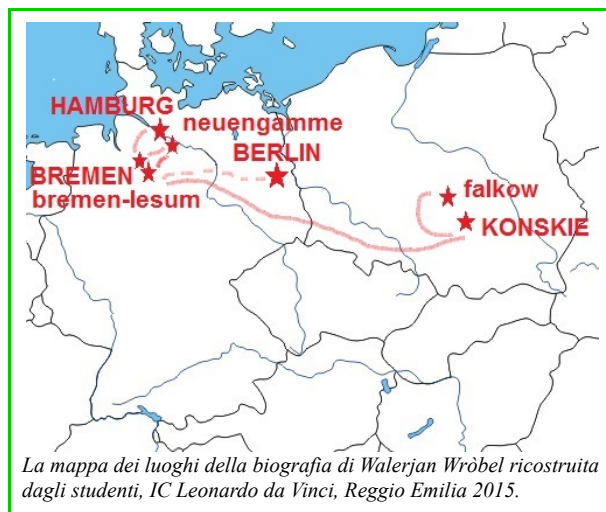 HAMBURG
neuengamme
BERLIN
BREMEN
bremen-lesum
falkow
KONSKIE
La mappa dei luoghi della biografia di Walerjan Wròbel ricostruita
dagli studenti, IC Leonardo da Vinci, Reggio Emilia 2015.